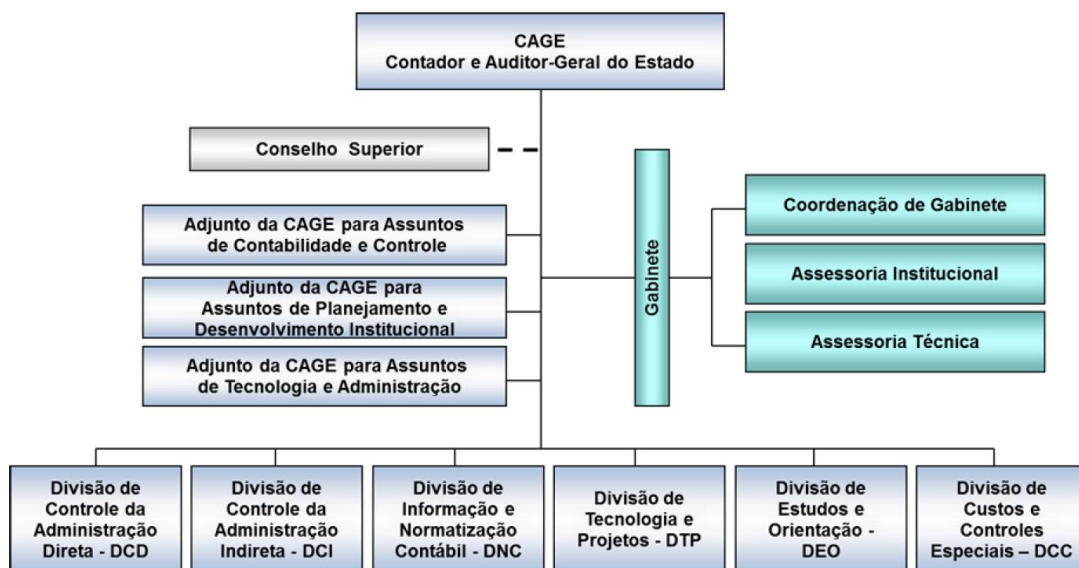 CAGE
Contador e Auditor-Geral do Estado
Conselho Superior
Adjunto da CAGE para Assuntos
de Contabilidade e Controle
Adjunto da CAGE para
Assuntos de Planejamento e
Desenvolvimento Institucional
Adjunto da CAGE para Assuntos
de Tecnologia e Administração
Gabinete
Coordenação de Gabinete
Assessoria Institucional
Assessoria Técnica
Divisão de
Controle da
Administração
Direta - DCD
Divisão de
Controle da
Administração
Indireta - DCI
Divisão de
Informação e
Normatização
Contábil - DNC
Divisão de
Tecnologia e
Projetos - DTP
Divisão de
Estudos e
Orientação -
DEO
Divisão de
Custos e
Controles
Especiais – DCC